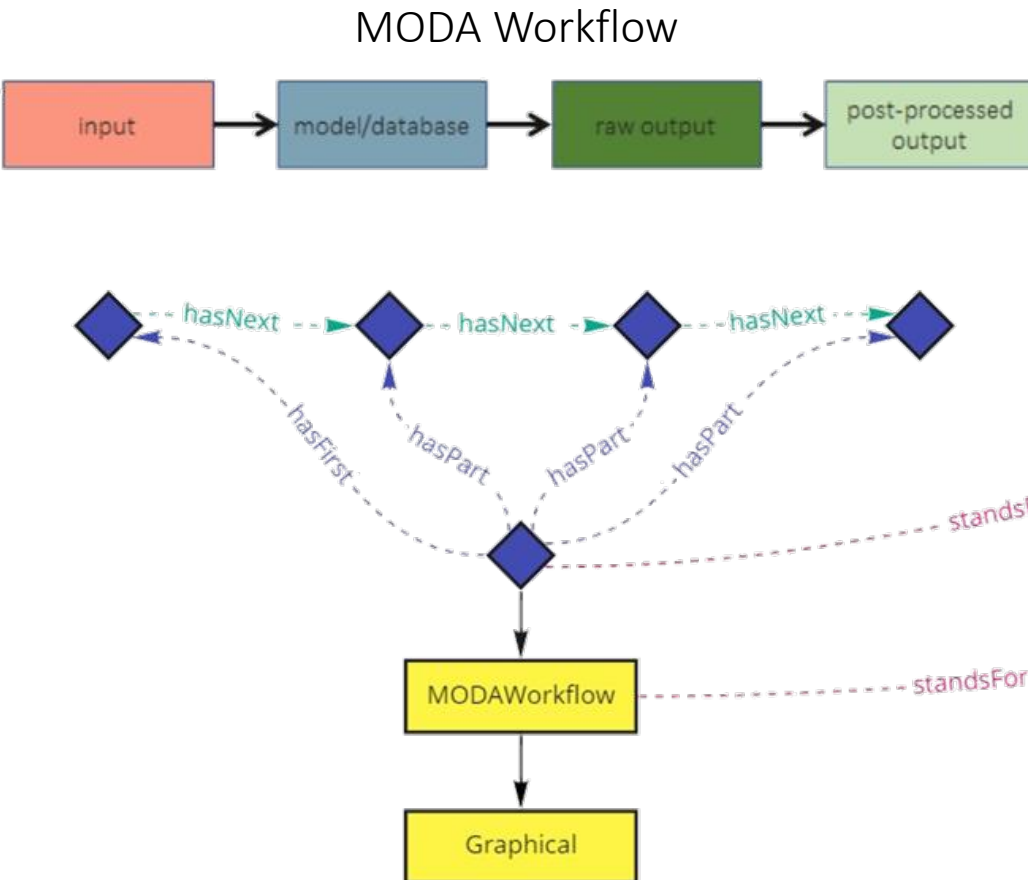 MODA Workflow
input
model/database
raw output
post-processed
output
hasNext
hasNext
hasNext
hasFirst
hasPart
hasPart
hasPart
MODAWorkflow
standsFor
Graphical